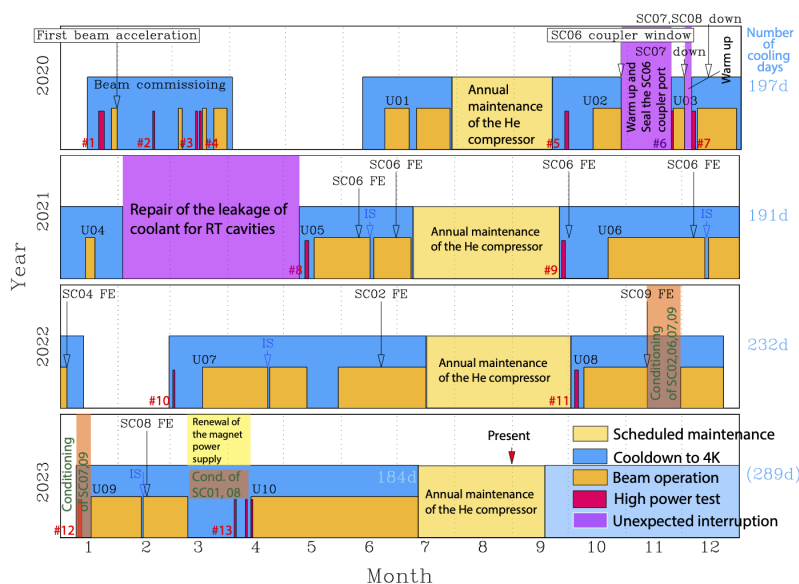 SC07,SC08 down
First beam acceleration
SC06 coupler window
Number of
cooling
days
SC07 down
Warm up
2020
Beam commissioing
Annual
maintenance
of the He
compressor
Warm up and
Seal the SC06
coupler port
197d
U01
U02
U03
#1
#2
#3
#4
#5
#6
#7
SC06 FE
SC06 FE
SC06 FE
SC06 FE
2021
Repair of the leakage of
coolant for RT cavities
IS
IS
191d
U04
U05
Annual maintenance
of the He compressor
U06
#8
#9
Year
SC04 FE
SC02 FE
SC09 FE
2022
IS
Conditioning
of SC02,06,07,09
232d
U07
Annual maintenance
of the He compressor
U08
#10
#11
SC08 FE
Renewal of
the magnet
power
supply
Present
Scheduled maintenance
Cooldown to 4K
Beam operation
High power test
Unexpected interruption
2023
Conditioning
of SC07,09
IS
Cond. of
SC01, 08
184d
(289d)
U09
U10
Annual maintenance
of the He compressor
#12
#13
1 2 3 4 5 6 7 8 9 10 11 12
Month